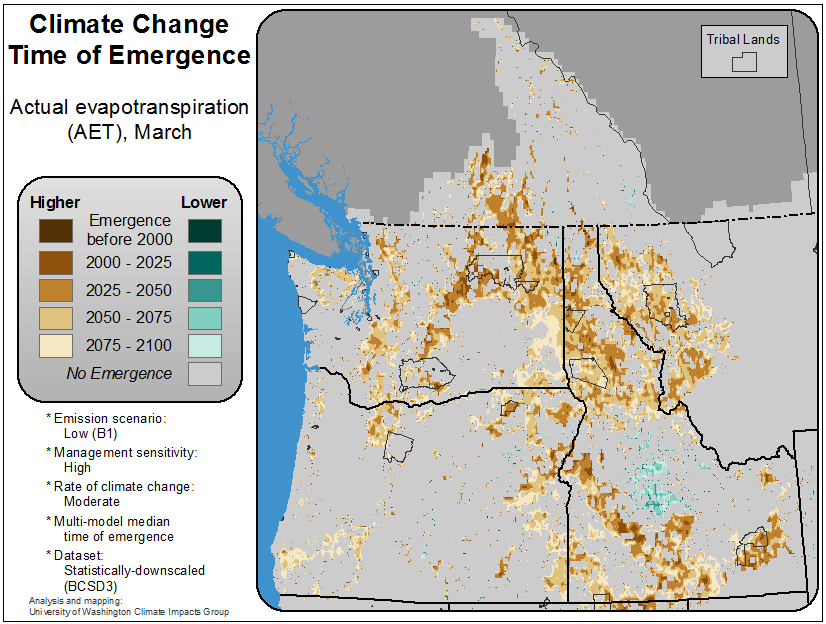 Climate Change
Time of Emergence
Actual evapotranspiration
(AET), March
Higher Lower
Emergence
before 2000
2000 - 2025
2025 - 2050
2050 - 2075
2075 - 2100
No Emergence
* Emission scenario:
Low (B1)
* Management sensitivity:
High
* Rate of climate change:
Moderate
* Multi-model median
time of emergence
* Dataset:
Statistically-downscaled
(BCSD3)
Analysis and mapping:
University of Washington Climate Impacts Group
Tribal Lands